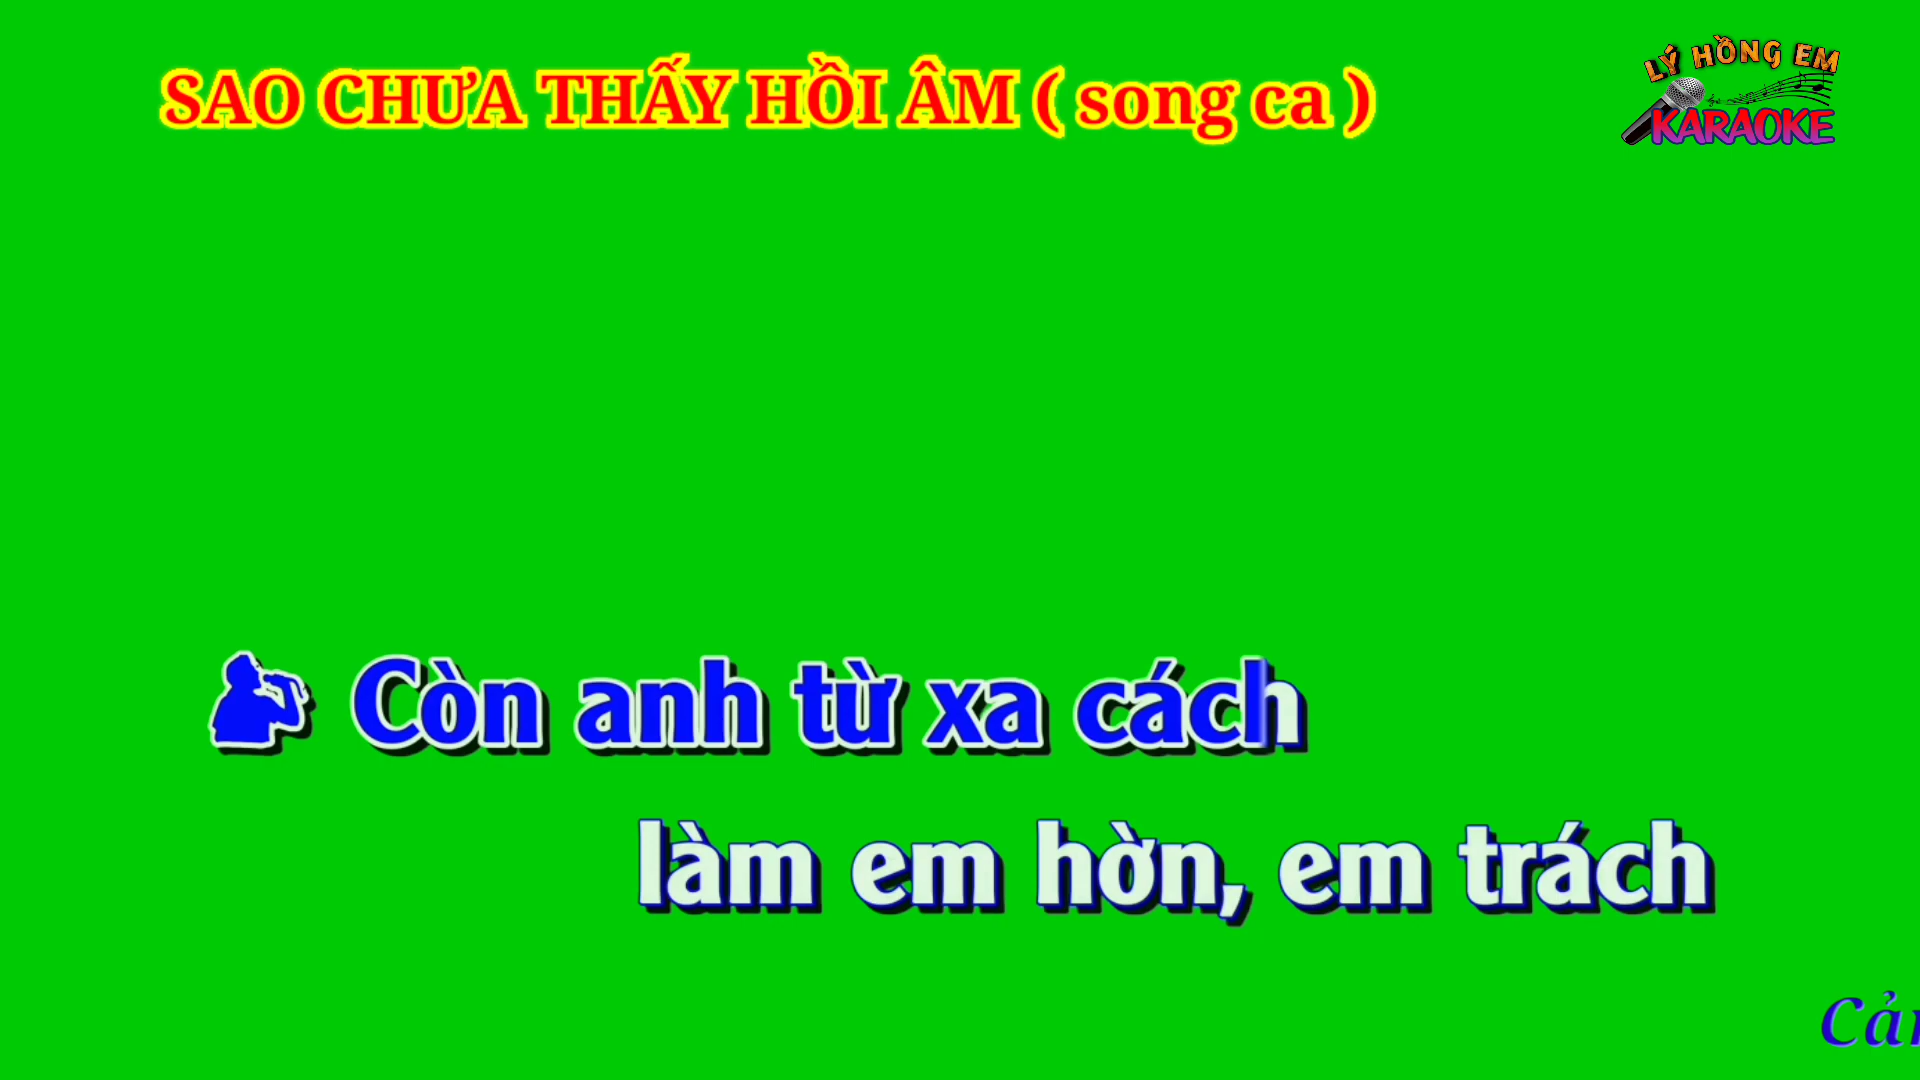 SAO CHƯA THẤY HỒI ÂM ( song ca )
LÝ HỒNG EM
KARAOKE
Còn anh từ xa cách
làm em hờn, em trách